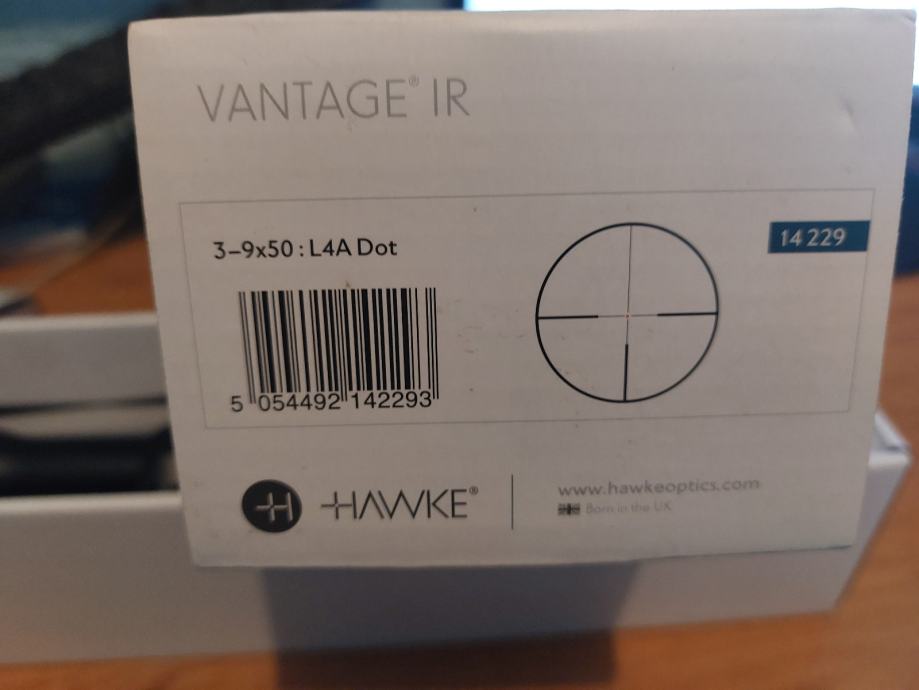 VANTAGE® IR
3–9x50 : L4A Dot
14 229
5 054492 142293
H HAWKE®
www.hawkeoptics.com
Born in the UK